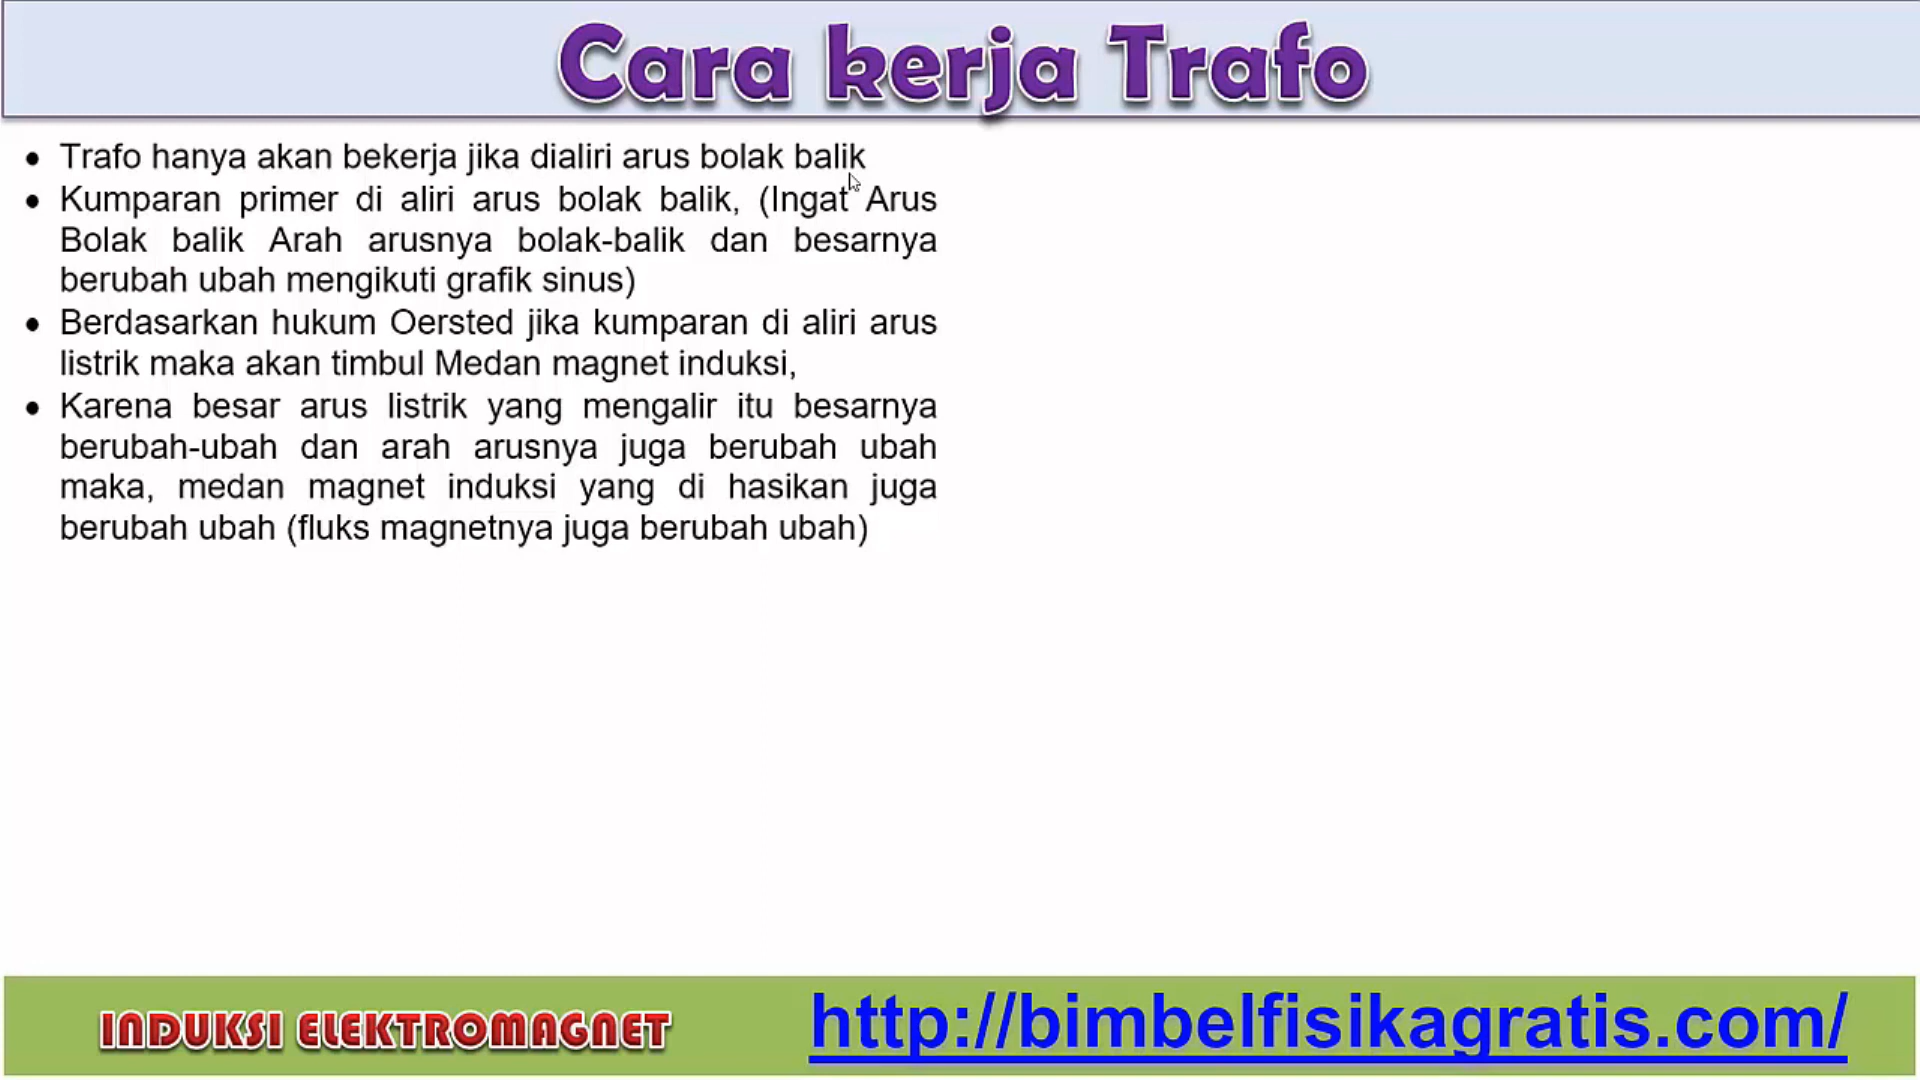 Cara kerja Trafo
• Trafo hanya akan bekerja jika dialiri arus bolak balik
• Kumparan primer di aliri arus bolak balik, (Ingat Arus
Bolak balik Arah arusnya bolak-balik dan besarnya
berubah ubah mengikuti grafik sinus)
• Berdasarkan hukum Oersted jika kumparan di aliri arus
listrik maka akan timbul Medan magnet induksi,
• Karena besar arus listrik yang mengalir itu besarnya
berubah-ubah dan arah arusnya juga berubah ubah
maka, medan magnet induksi yang di hasikan juga
berubah ubah (fluks magnetnya juga berubah ubah)
INDUKSI ELEKTROMAGNET
http://bimbelfisikagratis.com/